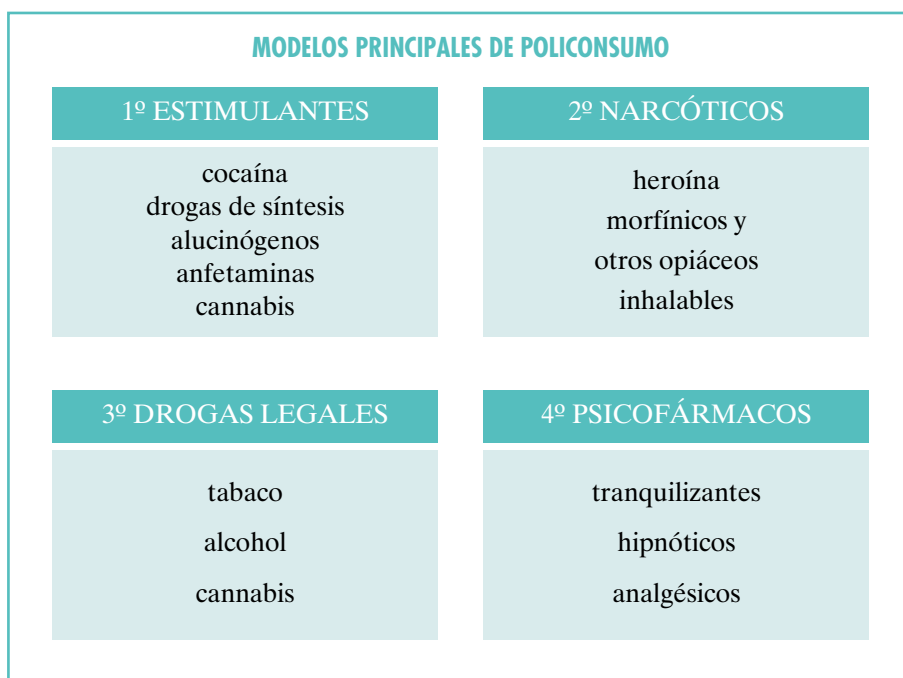 MODELOS PRINCIPALES DE POLICONSUMO
1º ESTIMULANTES
cocaína
drogas de síntesis
alucinógenos
anfetaminas
cannabis
2º NARCÓTICOS
heroína
morfínicos y
otros opiáceos
inhalables
3º DROGAS LEGALES
tabaco
alcohol
cannabis
4º PSICOFÁRMACOS
tranquilizantes
hipnóticos
analgésicos